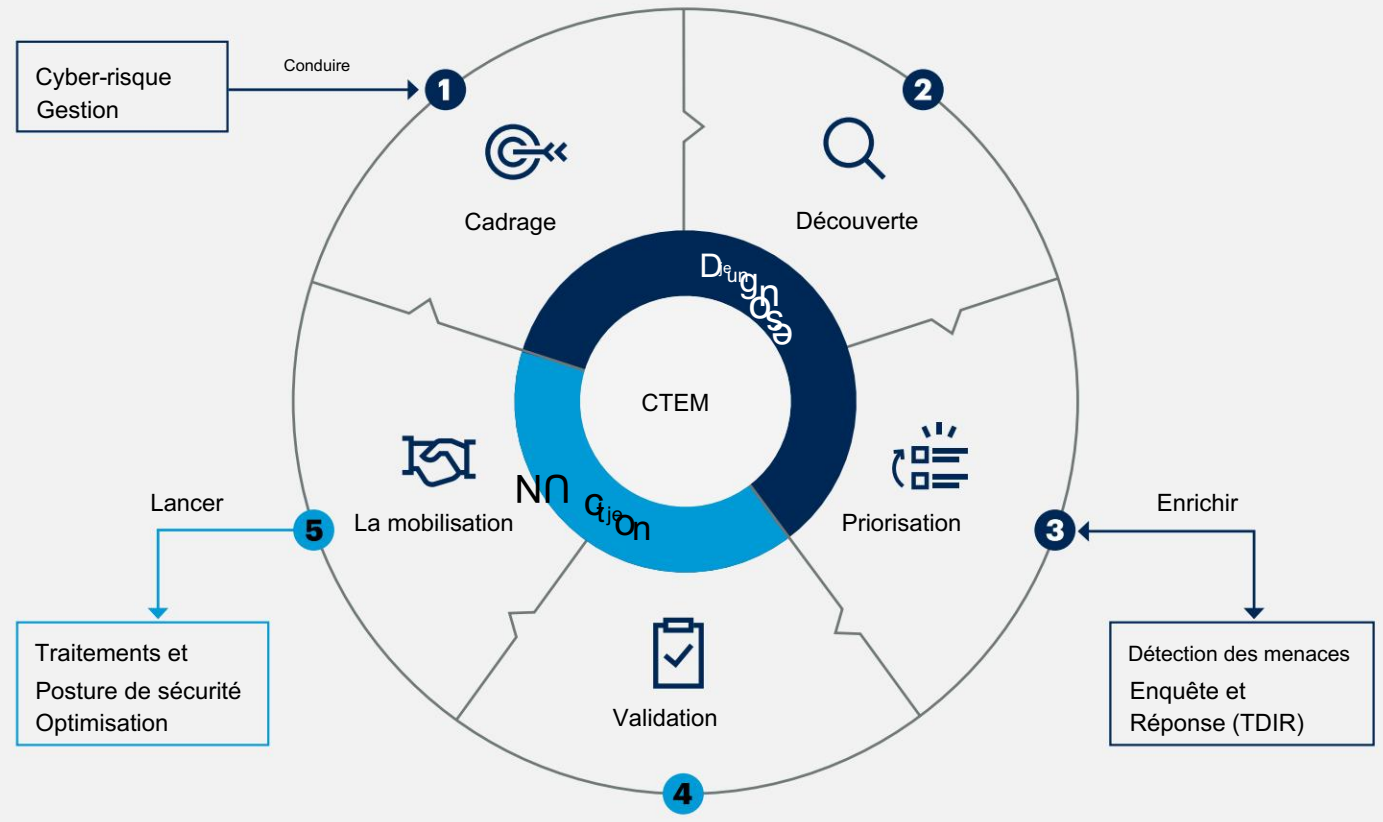 Cyber-risque
Gestion
Conduire
1
2
Cadrage
Découverte
CTEM
La mobilisation
Priorisation
Lancer
5
3
Enrichir
Traitements et
Posture de sécurité
Optimisation
Validation
Détection des menaces
Enquête et
Réponse (TDIR)
4